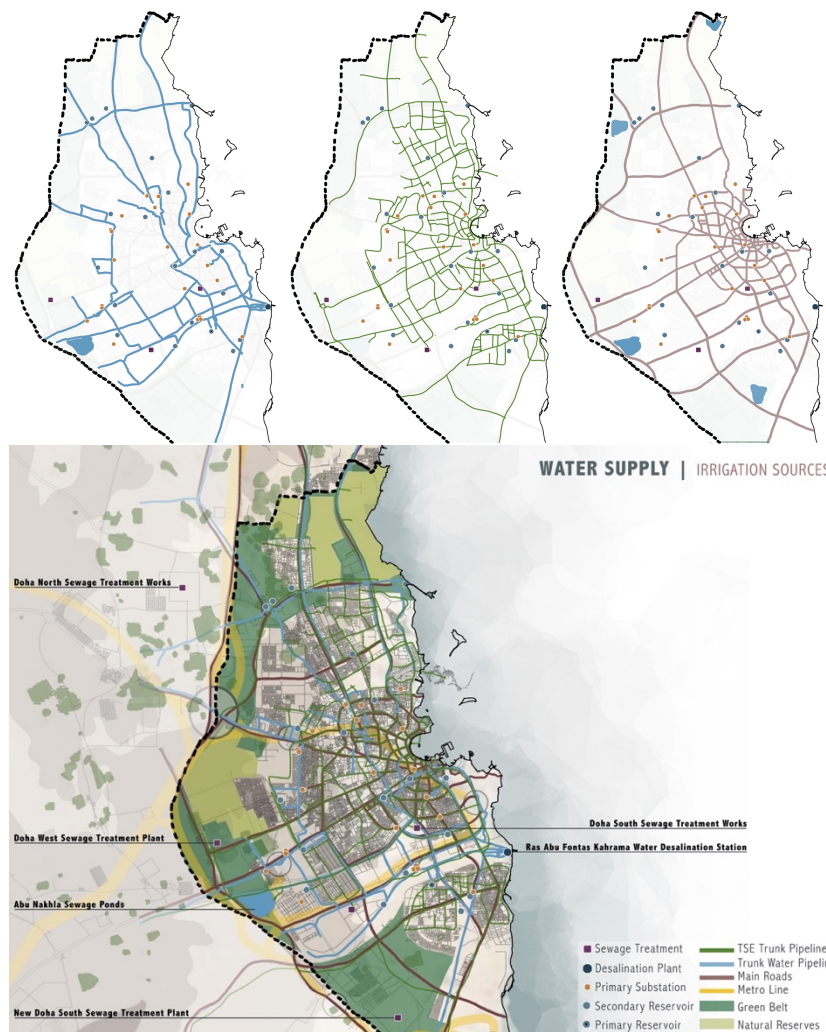 WATER SUPPLY | IRRIGATION SOURCES
Doha North Sewage Treatment Works
Doha South Sewage Treatment Works
Doha West Sewage Treatment Plant
Ras Abu Fontas Kahrama Water Desalination Station
Abu Nakhla Sewage Ponds
New Doha South Sewage Treatment Plant
Sewage Treatment
Desalination Plant
Primary Substation
Secondary Reservoir
Primary Reservoir
TSE Trunk Pipeline
Trunk Water Pipelin
Main Roads
Metro Line
Green Belt
Natural Reserves